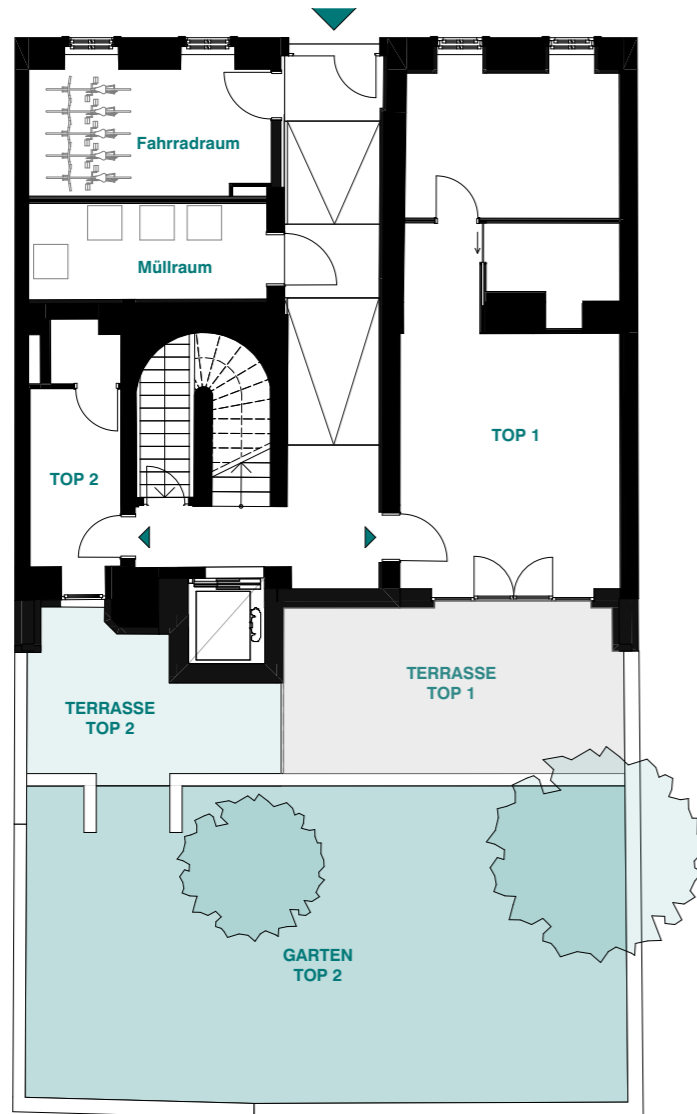 Fahrradraum
Müllraum
TOP 1
TOP 2
TERRASSE
TOP 1
TERRASSE
TOP 2
GARTEN
TOP 2